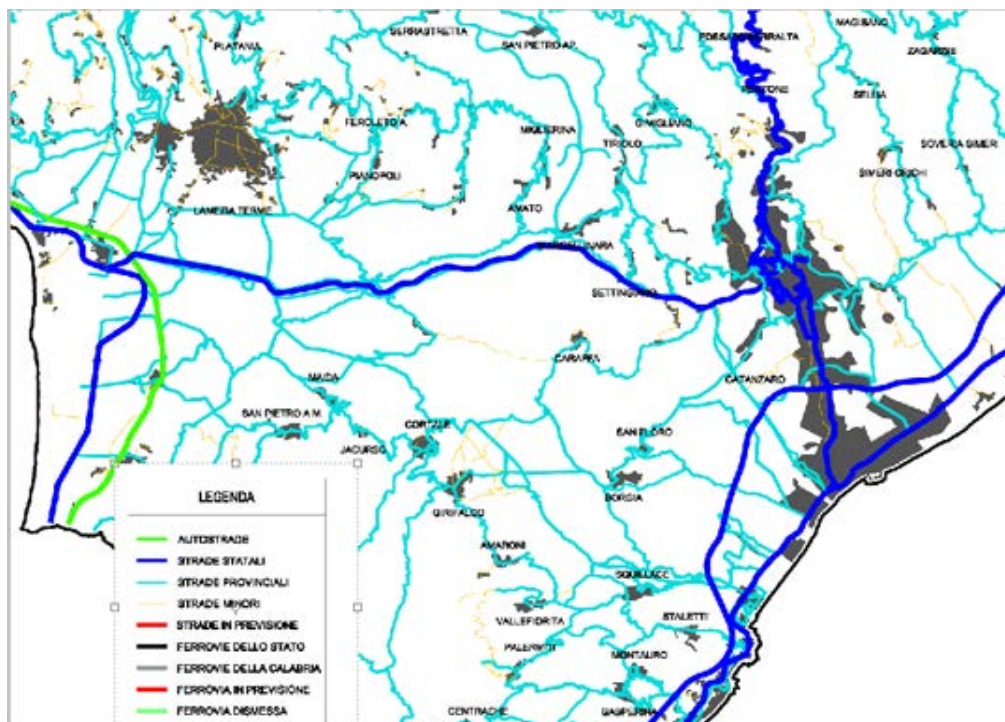 PLATANIA
SERRASTRETTA
SAN PIETRO AP.
MAGISANO
ZAGARISE
SELLIA
FEROLETO A.
MIGLIERINA
GIMIGLIANO
TIRIOLO
SOVERIA SIMERI
SIMERI CRICHI
PIANOPOLI
AMATO
LAMEZIA TERME
SETTINGIANO
CARAFFA
CATANZARO
MAIDA
SAN PIETRO A M.
CORTALE
JACURSO
SAN FLORO
BORGIA
GIRIFALCO
AMARONI
SQUILLACE
VALLEFIORITA
STALETTI
PALERMITI
MONTAURO
CENTRACHE
GASPERINA
LEGENDA
AUTOSTRADE
STRADE STATALI
STRADE PROVINCIALI
STRADE MINORI
STRADE IN PREVISIONE
FERROVIE DELLO STATO
FERROVIE DELLA CALABRIA
FERROVIA IN PREVISIONE
FERROVIA DISMESSA